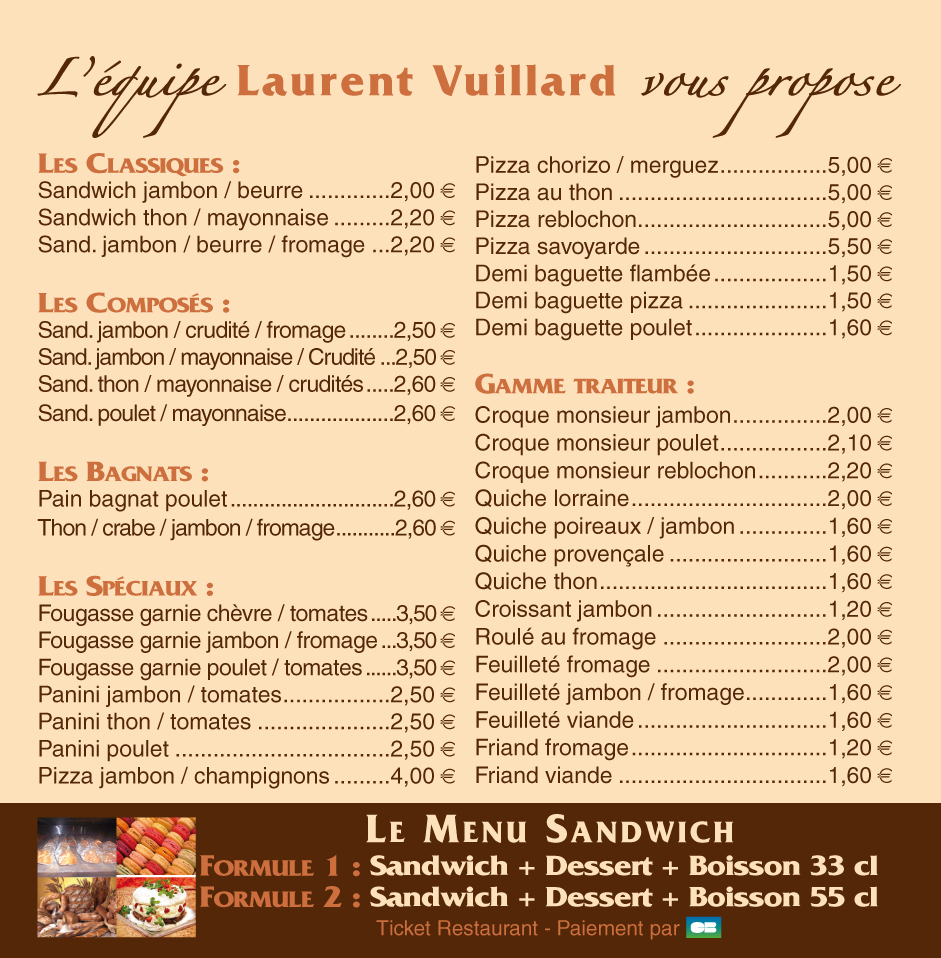 L'équipe Laurent Vuillard vous propose
LES CLASSIQUES :
Sandwich jambon / beurre .............2,00 €
Sandwich thon / mayonnaise .........2,20 €
Sand. jambon / beurre / fromage ...2,20 €
LES COMPOSÉS :
Sand. jambon / crudité / fromage ........2,50 €
Sand. jambon / mayonnaise / Crudité ...2,50 €
Sand. thon / mayonnaise / crudités .....2,60 €
Sand. poulet / mayonnaise...................2,60 €
LES BAGNATS :
Pain bagnat poulet.............................2,60 €
Thon / crabe / jambon / fromage...........2,60 €
LES SPÉCIAUX :
Fougasse garnie chèvre / tomates .....3,50 €
Fougasse garnie jambon / fromage ...3,50 €
Fougasse garnie poulet / tomates ......3,50 €
Panini jambon / tomates.................2,50 €
Panini thon / tomates .....................2,50 €
Panini poulet ..................................2,50 €
Pizza jambon / champignons .........4,00 €
Pizza chorizo / merguez.................5,00 €
Pizza au thon .................................5,00 €
Pizza reblochon..............................5,00 €
Pizza savoyarde .............................5,50 €
Demi baguette flambée ..................1,50 €
Demi baguette pizza ......................1,50 €
Demi baguette poulet.....................1,60 €
GAMME TRAITEUR :
Croque monsieur jambon...............2,00 €
Croque monsieur poulet.................2,10 €
Croque monsieur reblochon...........2,20 €
Quiche lorraine...............................2,00 €
Quiche poireaux / jambon ..............1,60 €
Quiche provençale .........................1,60 €
Quiche thon....................................1,60 €
Croissant jambon ...........................1,20 €
Roulé au fromage ..........................2,00 €
Feuilleté fromage ...........................2,00 €
Feuilleté jambon / fromage.............1,60 €
Feuilleté viande ..............................1,60 €
Friand fromage...............................1,20 €
Friand viande .................................1,60 €
LE MENU SANDWICH
FORMULE 1 : Sandwich + Dessert + Boisson 33 cl
FORMULE 2 : Sandwich + Dessert + Boisson 55 cl
Ticket Restaurant - Paiement par CB